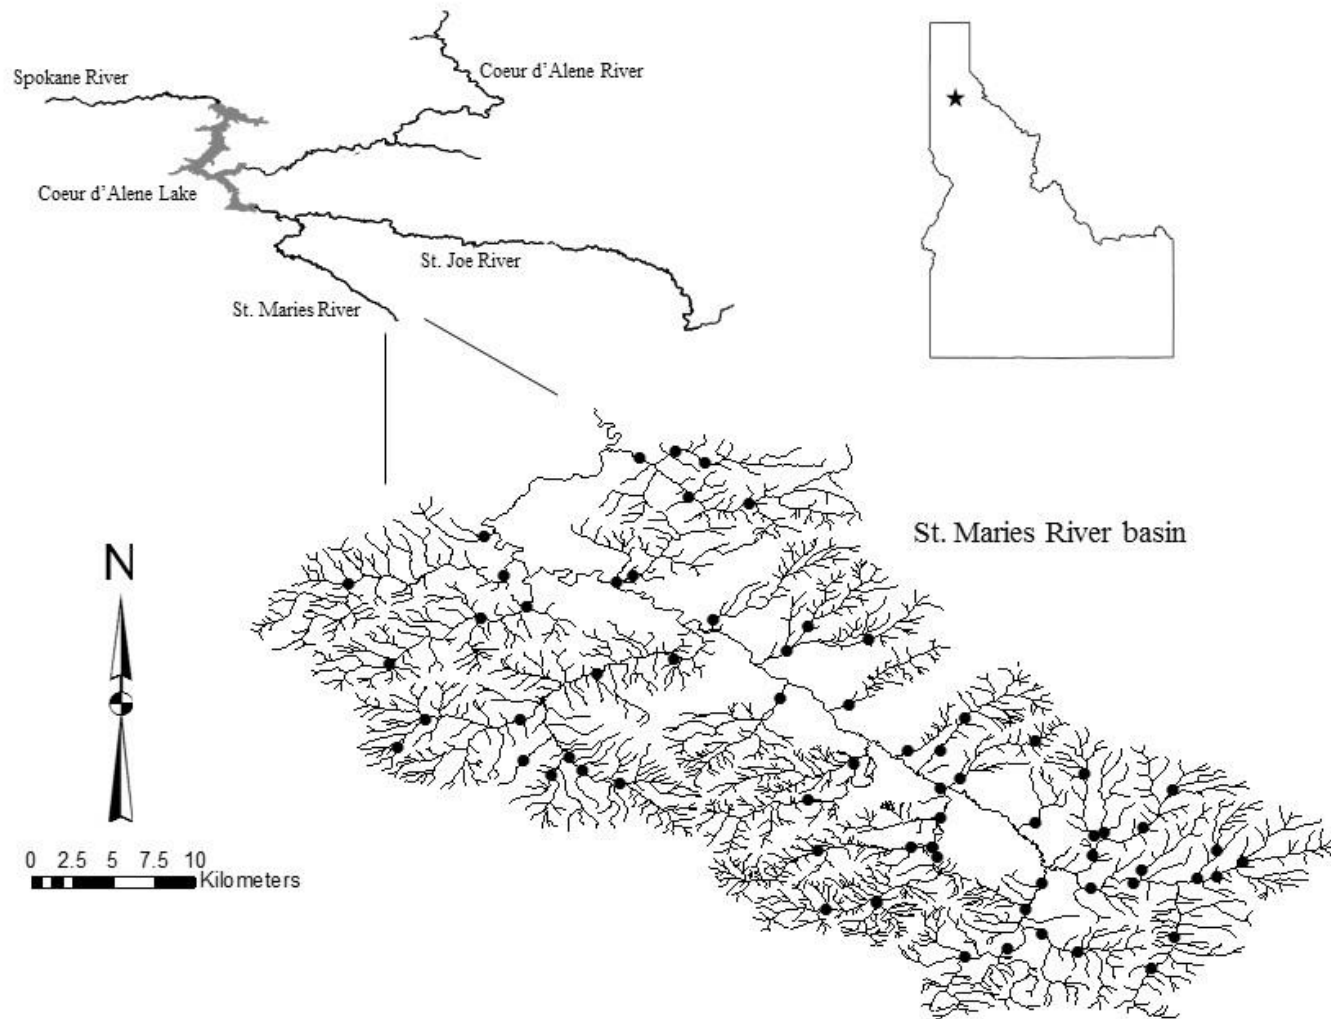 Spokane River
Coeur d'Alene River
Coeur d'Alene Lake
St. Joe River
St. Maries River
St. Maries River basin
N
0 2.5 5 7.5 10
Kilometers